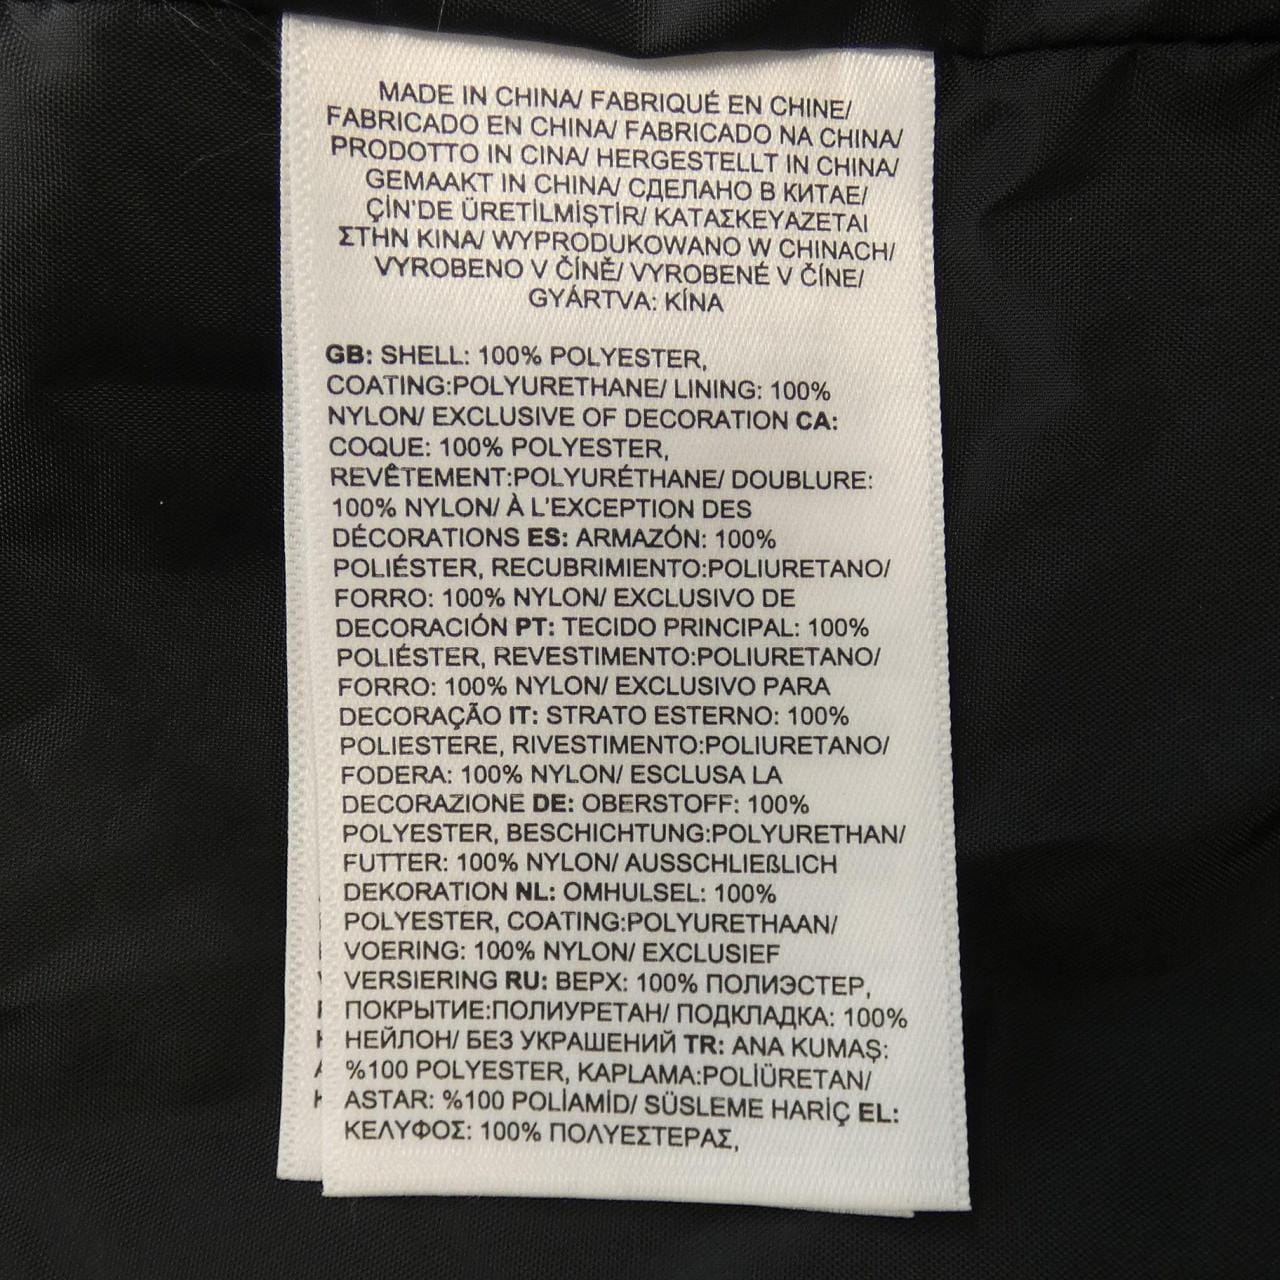 MADE IN CHINA/ FABRIQUÉ EN CHINE/
FABRICADO EN CHINA/ FABRICADO NA CHINA/
PRODOTTO IN CINA/ HERGESTELLT IN CHINA/
GEMAAKT IN CHINA/ СДЕЛАНО В КИТАЕ/
ÇİN'DE ÜRETİLMİŞTİR/ ΚΑΤΑΣΚΕΥΑΖΕΤΑΙ
ΣΤΗΝ ΚΙΝΑ/ WYPRODUKOWANO W CHINACH/
VYROBENO V ČÍNĚ/ VYROBENÉ V ČÍNE/
GYÁRTVA: KÍNA
GB: SHELL: 100% POLYESTER,
COATING:POLYURETHANE/ LINING: 100%
NYLON/ EXCLUSIVE OF DECORATION CA:
COQUE: 100% POLYESTER,
REVÊTEMENT:POLYURÉTHANE/ DOUBLURE:
100% NYLON/ À L'EXCEPTION DES
DÉCORATIONS ES: ARMAZÓN: 100%
POLIÉSTER, RECUBRIMIENTO:POLIURETANO/
FORRO: 100% NYLON/ EXCLUSIVO DE
DECORACIÓN PT: TECIDO PRINCIPAL: 100%
POLIÉSTER, REVESTIMENTO:POLIURETANO/
FORRO: 100% NYLON/ EXCLUSIVO PARA
DECORAÇÃO IT: STRATO ESTERNO: 100%
POLIESTERE, RIVESTIMENTO:POLIURETANO/
FODERA: 100% NYLON/ ESCLUSA LA
DECORAZIONE DE: OBERSTOFF: 100%
POLYESTER, BESCHICHTUNG:POLYURETHAN/
FUTTER: 100% NYLON/ AUSSCHLIEßLICH
DEKORATION NL: OMHULSEL: 100%
POLYESTER, COATING:POLYURETHAAN/
VOERING: 100% NYLON/ EXCLUSIEF
VERSIERING RU: ВЕРХ: 100% ПОЛИЭСТЕР,
ПОКРЫТИЕ:ПОЛИУРЕТАН/ ПОДКЛАДКА: 100%
НЕЙЛОН/ БЕЗ УКРАШЕНИЙ TR: ANA KUMAŞ:
%100 POLYESTER, KAPLAMA:POLİÜRETAN/
ASTAR: %100 POLİAMİD/ SÜSLEME HARİÇ EL:
ΚΕΛΥΦΟΣ: 100% ΠΟΛΥΕΣΤΕΡΑΣ,